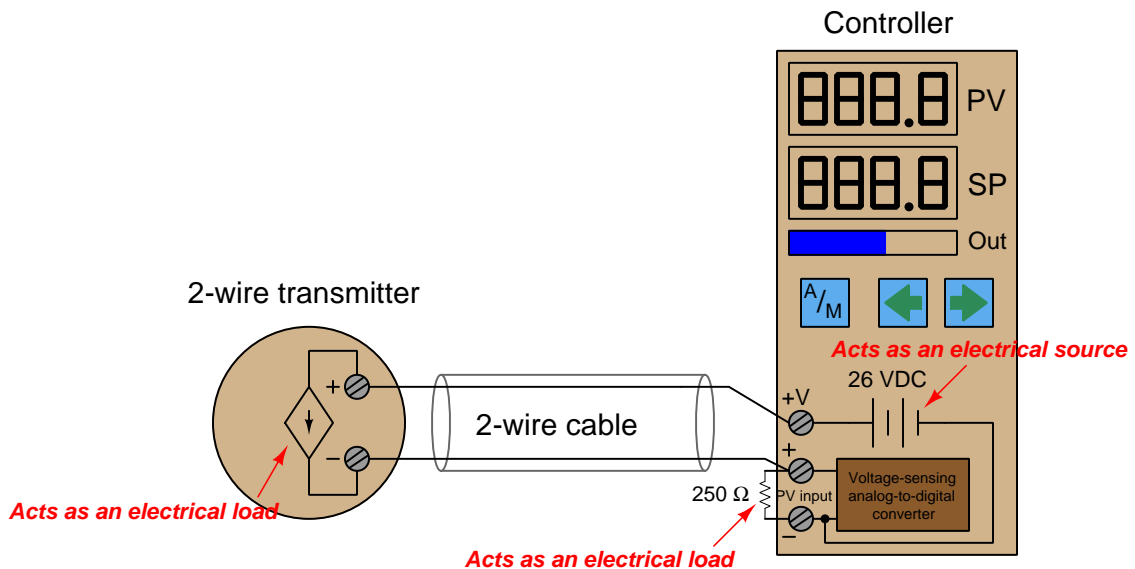 Controller
888.8 PV
888.8 SP
Out
A/M
2-wire transmitter
Acts as an electrical source
26 VDC
+V
+
2-wire cable
+
−
Voltage-sensing
analog-to-digital
converter
250 Ω
PV input
−
Acts as an electrical load
Acts as an electrical load